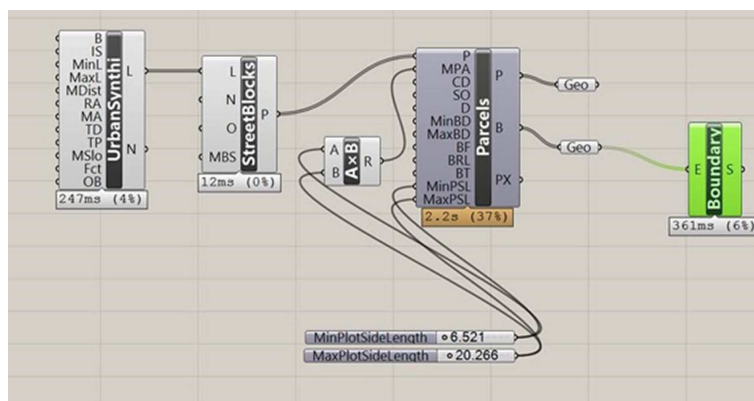 B
IS
MinL
MaxL
MDist
RA
MA
TD
TP
MSlo
Fct
OB
UrbanSynthi
L
N
247ms (4%)
L
N
O
MBS
StreetBlocks
P
12ms (0%)
A
B
A×B
R
P
MPA
CD
SO
D
MinBD
MaxBD
BF
BRL
BT
MinPSL
MaxPSL
Parcels
P
B
PX
2.2s (37%)
Geo
Geo
E
Boundary
S
361ms (6%)
MinPlotSideLength 6.521
MaxPlotSideLength 20.266